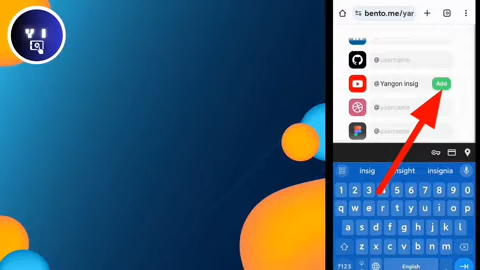 Y I
bento.me/yar
@username
@Yangon insig
Add
@username
@username
insig insight insignia
1 2 3 4 5 6 7 8 9 0
q w e r t y u i o p
a s d f g h j k l
z x c v b n m
?123 English